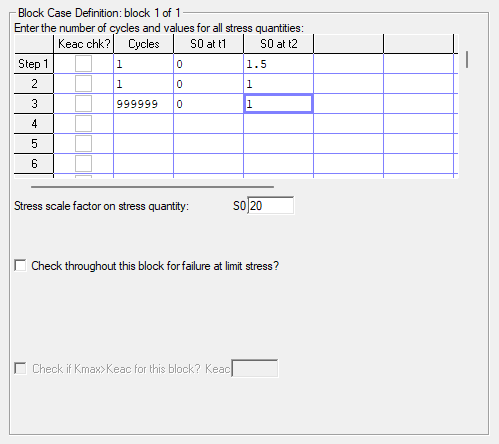 Block Case Definition: block 1 of 1
Enter the number of cycles and values for all stress quantities:
Keac chk? Cycles S0 at t1 S0 at t2
Step 1 1 0 1.5
2 1 0 1
3 999999 0 1
4
5
6
Stress scale factor on stress quantity: S0 20
Check throughout this block for failure at limit stress?
Check if Kmax>Keac for this block? Keac